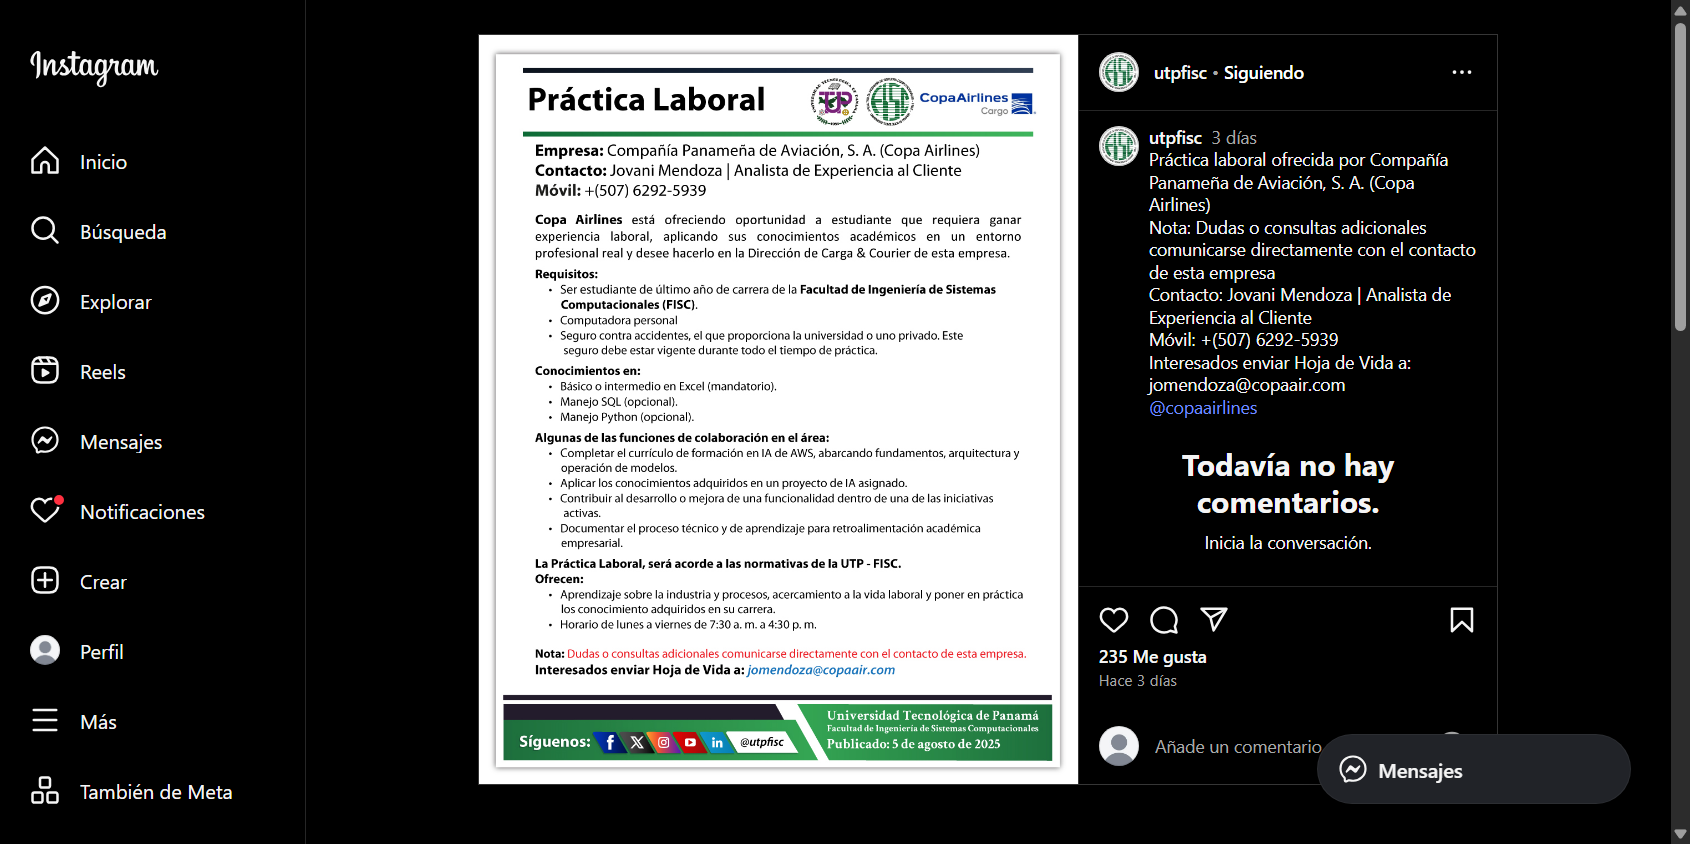 Instagram
Inicio
Búsqueda
Explorar
Reels
Mensajes
Notificaciones
Crear
Perfil
Más
También de Meta
Práctica Laboral
UTP
CopaAirlines
Cargo
Empresa: Compañía Panameña de Aviación, S. A. (Copa Airlines)
Contacto: Jovani Mendoza | Analista de Experiencia al Cliente
Móvil: +(507) 6292-5939
Copa Airlines está ofreciendo oportunidad a estudiante que requiera ganar
experiencia laboral, aplicando sus conocimientos académicos en un entorno
profesional real y desee hacerlo en la Dirección de Carga & Courier de esta empresa.
Requisitos:
• Ser estudiante de último año de carrera de la Facultad de Ingeniería de Sistemas
Computacionales (FISC).
• Computadora personal
• Seguro contra accidentes, el que proporciona la universidad o uno privado. Este
seguro debe estar vigente durante todo el tiempo de práctica.
Conocimientos en:
• Básico o intermedio en Excel (mandatorio).
• Manejo SQL (opcional).
• Manejo Python (opcional).
Algunas de las funciones de colaboración en el área:
• Completar el currículo de formación en IA de AWS, abarcando fundamentos, arquitectura y
operación de modelos.
• Aplicar los conocimientos adquiridos en un proyecto de IA asignado.
• Contribuir al desarrollo o mejora de una funcionalidad dentro de una de las iniciativas
activas.
• Documentar el proceso técnico y de aprendizaje para retroalimentación académica
empresarial.
La Práctica Laboral, será acorde a las normativas de la UTP - FISC.
Ofrecen:
• Aprendizaje sobre la industria y procesos, acercamiento a la vida laboral y poner en práctica
los conocimiento adquiridos en su carrera.
• Horario de lunes a viernes de 7:30 a. m. a 4:30 p. m.
Nota: Dudas o consultas adicionales comunicarse directamente con el contacto de esta empresa.
Interesados enviar Hoja de Vida a: jomendoza@copaair.com
Síguenos: @utpfisc
Universidad Tecnológica de Panamá
Facultad de Ingeniería de Sistemas Computacionales
Publicado: 5 de agosto de 2025
utpfisc • Siguiendo
utpfisc 3 días
Práctica laboral ofrecida por Compañía
Panameña de Aviación, S. A. (Copa
Airlines)
Nota: Dudas o consultas adicionales
comunicarse directamente con el contacto
de esta empresa
Contacto: Jovani Mendoza | Analista de
Experiencia al Cliente
Móvil: +(507) 6292-5939
Interesados enviar Hoja de Vida a:
jomendoza@copaair.com
@copaairlines
Todavía no hay
comentarios.
Inicia la conversación.
235 Me gusta
Hace 3 días
Añade un comentario
Mensajes